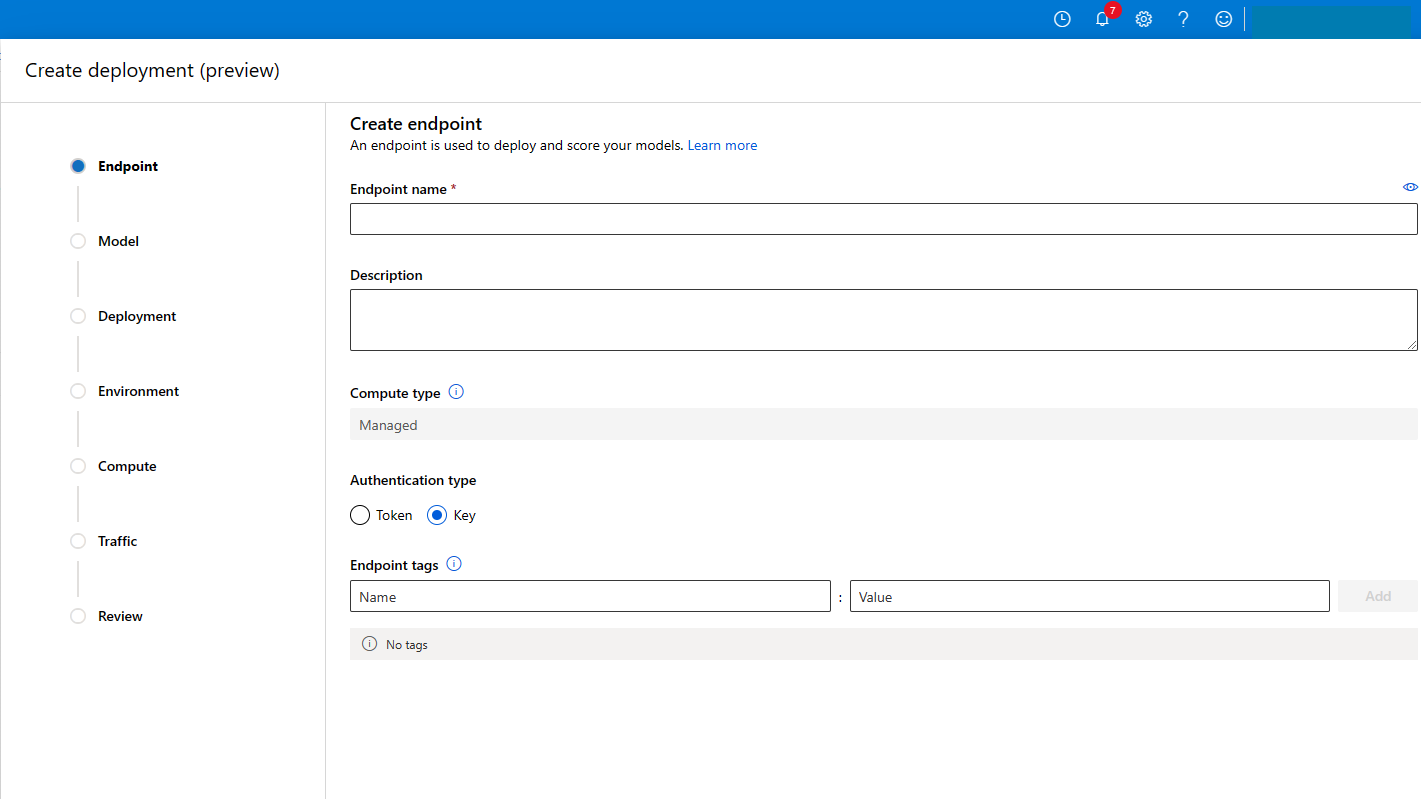 7
Create deployment (preview)
Endpoint
Model
Deployment
Environment
Compute
Traffic
Review
Create endpoint
An endpoint is used to deploy and score your models. Learn more
Endpoint name *
Description
Compute type
Managed
Authentication type
Token Key
Endpoint tags
Name : Value Add
No tags